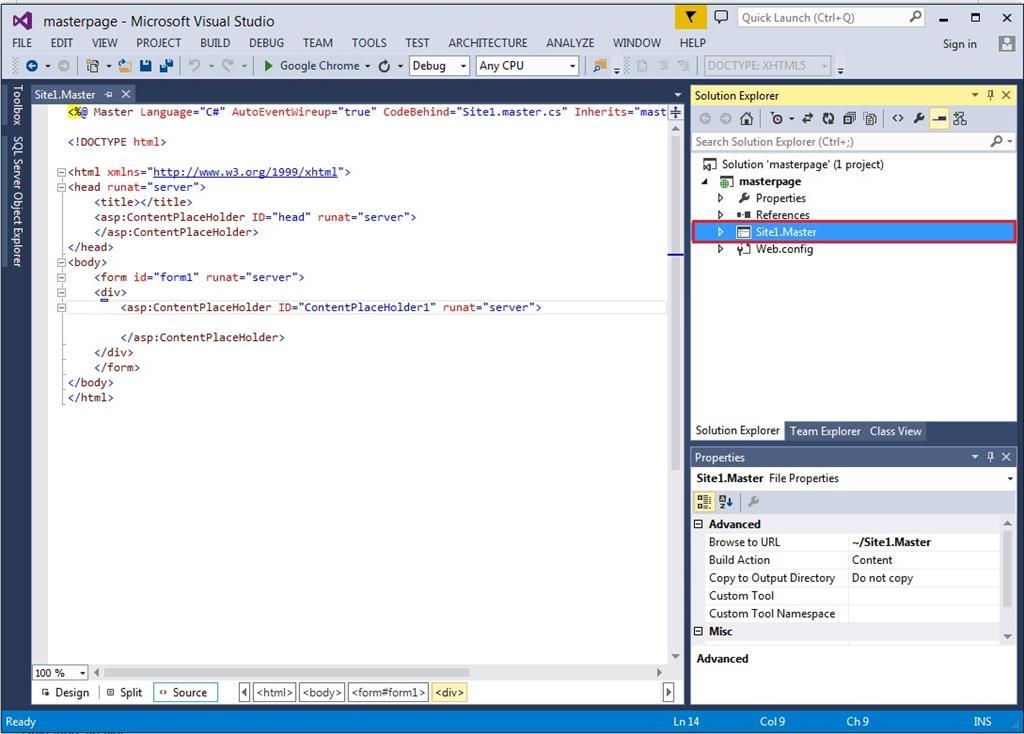 masterpage - Microsoft Visual Studio
Quick Launch (Ctrl+Q)
FILE EDIT VIEW PROJECT BUILD DEBUG TEAM TOOLS TEST ARCHITECTURE ANALYZE WINDOW HELP
Sign in
Google Chrome Debug Any CPU DOCTYPE: XHTML5
Toolbox
SQL Server Object Explorer
Site1.Master
<%@ Master Language="C#" AutoEventWireup="true" CodeBehind="Site1.master.cs" Inherits="mast
<!DOCTYPE html>
<html xmlns="http://www.w3.org/1999/xhtml">
<head runat="server">
<title></title>
<asp:ContentPlaceHolder ID="head" runat="server">
</asp:ContentPlaceHolder>
</head>
<body>
<form id="form1" runat="server">
<div>
<asp:ContentPlaceHolder ID="ContentPlaceHolder1" runat="server">
</asp:ContentPlaceHolder>
</div>
</form>
</body>
</html>
100 %
Design Split Source <html> <body> <form#form1> <div>
Solution Explorer
Search Solution Explorer (Ctrl+;)
Solution 'masterpage' (1 project)
masterpage
Properties
References
Site1.Master
Web.config
Solution Explorer Team Explorer Class View
Properties
Site1.Master File Properties
Advanced
Browse to URL ~/Site1.Master
Build Action Content
Copy to Output Directory Do not copy
Custom Tool
Custom Tool Namespace
Misc
Advanced
Ready Ln 14 Col 9 Ch 9 INS